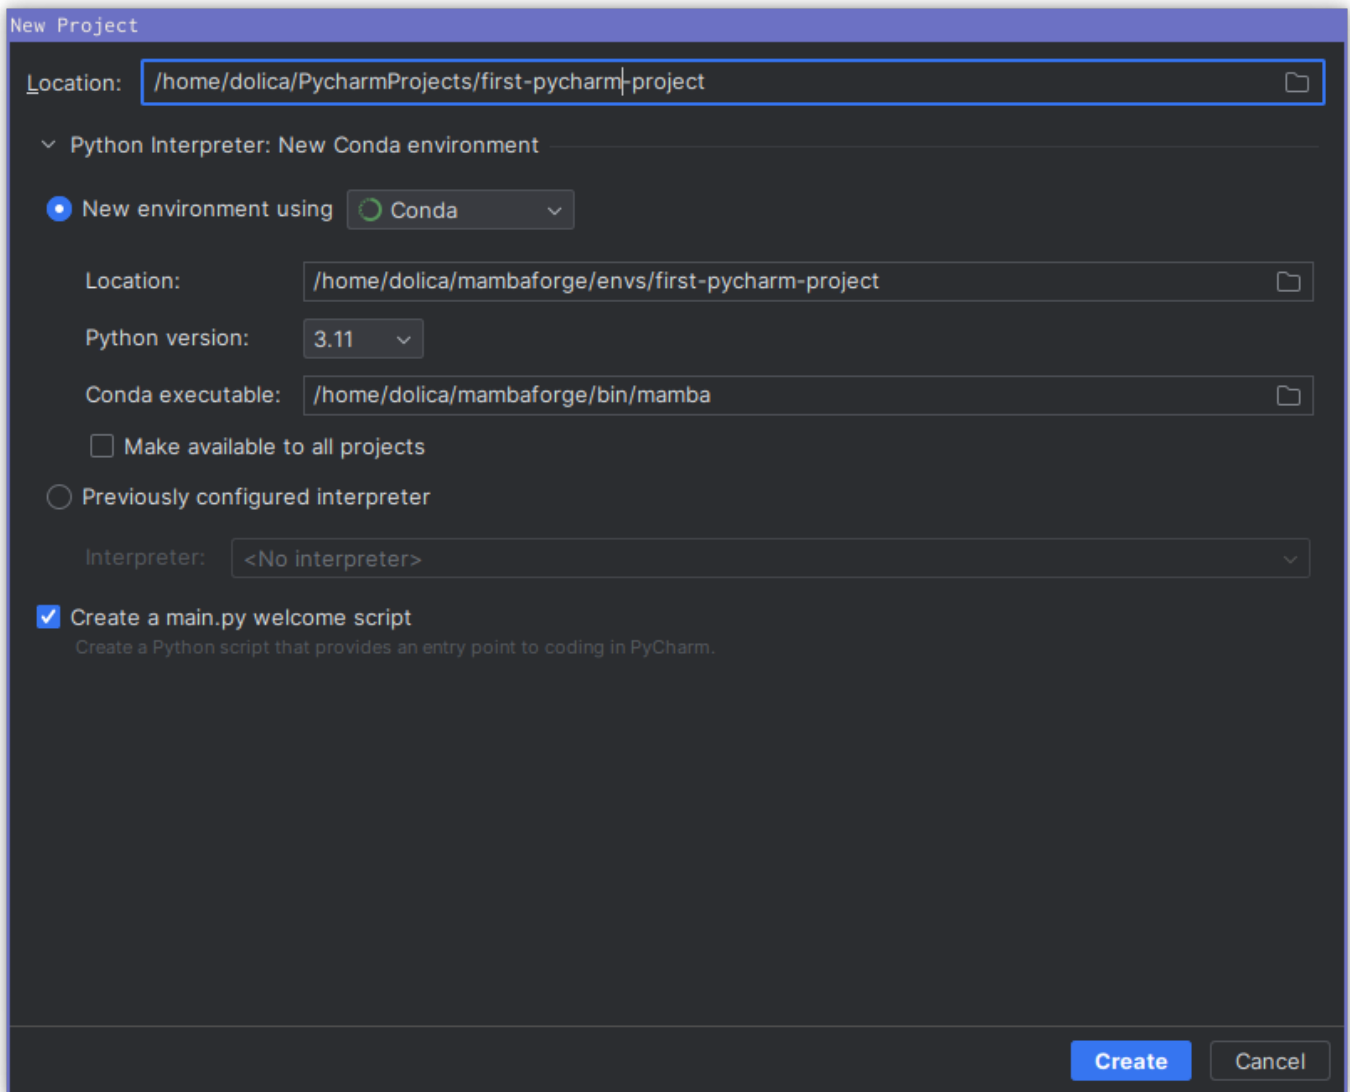 New Project
Location: /home/dolica/PycharmProjects/first-pycharm-project
Python Interpreter: New Conda environment
New environment using Conda
Location: /home/dolica/mambaforge/envs/first-pycharm-project
Python version: 3.11
Conda executable: /home/dolica/mambaforge/bin/mamba
Make available to all projects
Previously configured interpreter
Interpreter: <No interpreter>
Create a main.py welcome script
Create a Python script that provides an entry point to coding in PyCharm.
Create Cancel